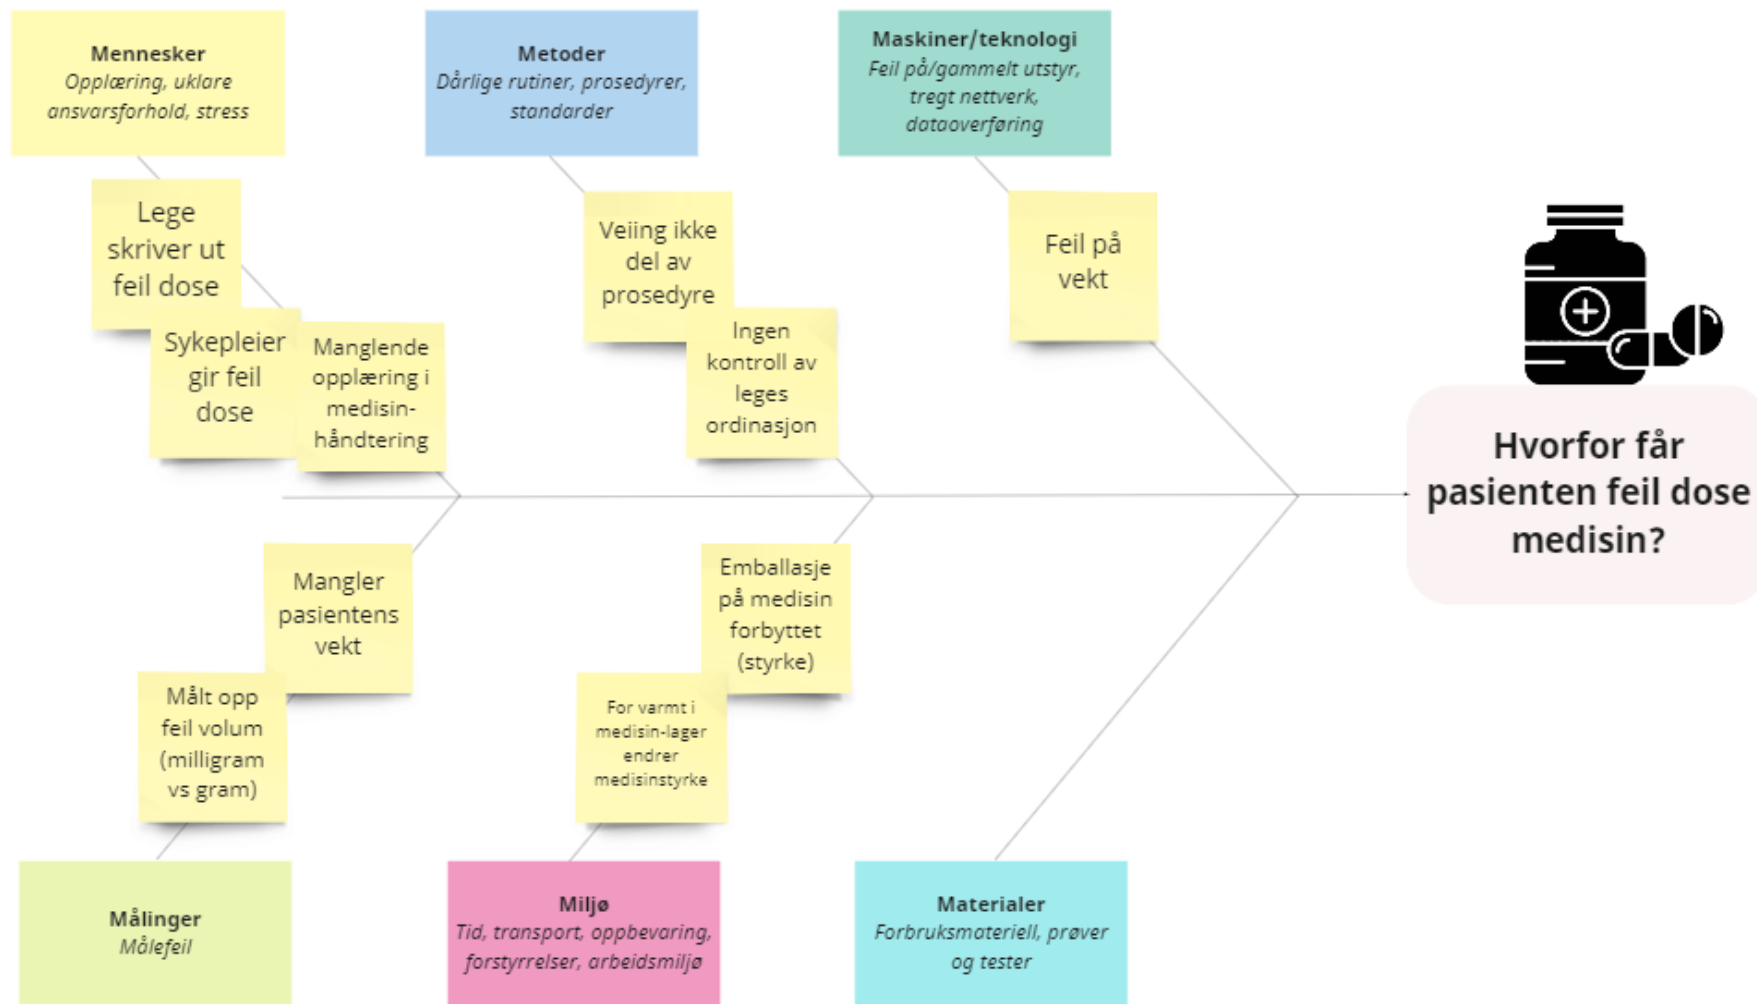 Mennesker
Opplæring, uklare
ansvarsforhold, stress
Metoder
Dårlige rutiner, prosedyrer,
standarder
Maskiner/teknologi
Feil på/gammelt utstyr,
tregt nettverk,
dataoverføring
Lege
skriver ut
feil dose
Sykepleier
gir feil
dose
Manglende
opplæring i
medisin-
håndtering
Veiing ikke
del av
prosedyre
Ingen
kontroll av
leges
ordinasjon
Feil på
vekt
Hvorfor får
pasienten feil dose
medisin?
Mangler
pasientens
vekt
Målt opp
feil volum
(milligram
vs gram)
Emballasje
på medisin
forbyttet
(styrke)
For varmt i
medisin-lager
endrer
medisinstyrke
Målinger
Målefeil
Miljø
Tid, transport, oppbevaring,
forstyrrelser, arbeidsmiljø
Materialer
Forbruksmateriell, prøver
og tester